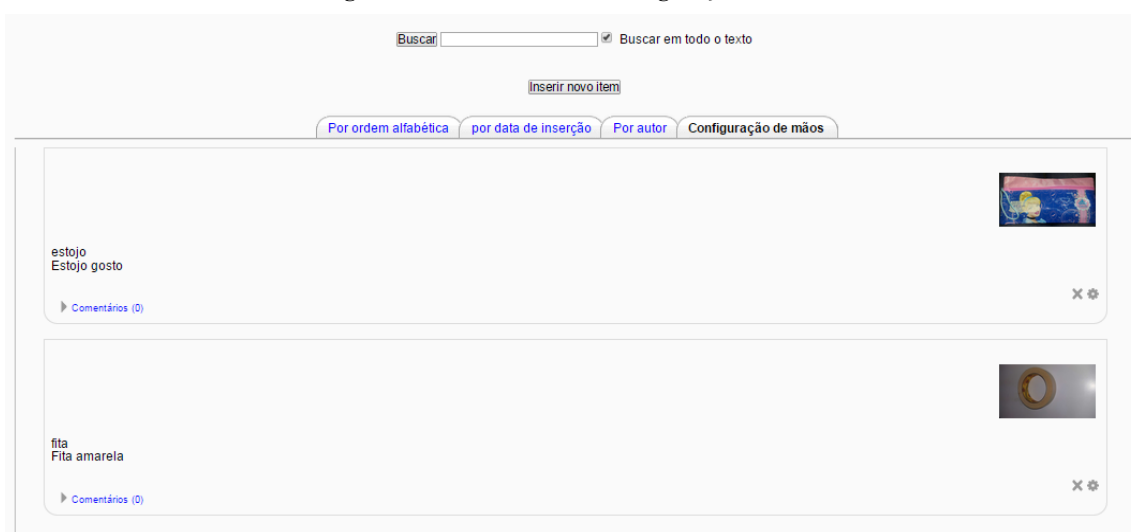 Buscar Buscar em todo o texto
Inserir novo item
Por ordem alfabética por data de inserção Por autor Configuração de mãos
estojo
Estojo gosto
Comentários (0)
fita
Fita amarela
Comentários (0)